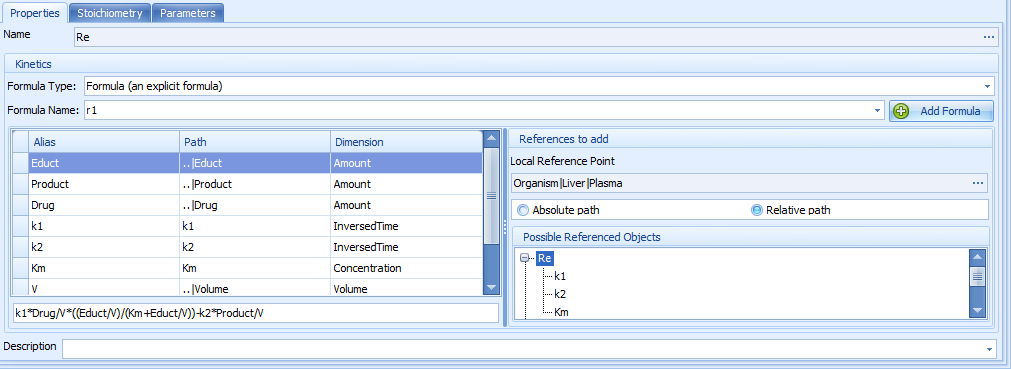 Properties Stoichiometry Parameters
Name Re ...
Kinetics
Formula Type: Formula (an explicit formula)
Formula Name: r1 Add Formula
Alias Path Dimension
Educt ..|Educt Amount
Product ..|Product Amount
Drug ..|Drug Amount
k1 k1 InversedTime
k2 k2 InversedTime
Km Km Concentration
V ..|Volume Volume
k1*Drug/V*((Educt/V)/(Km+Educt/V))-k2*Product/V
References to add
Local Reference Point
Organism|Liver|Plasma ...
Absolute path Relative path
Possible Referenced Objects
Re
k1
k2
Km
Description